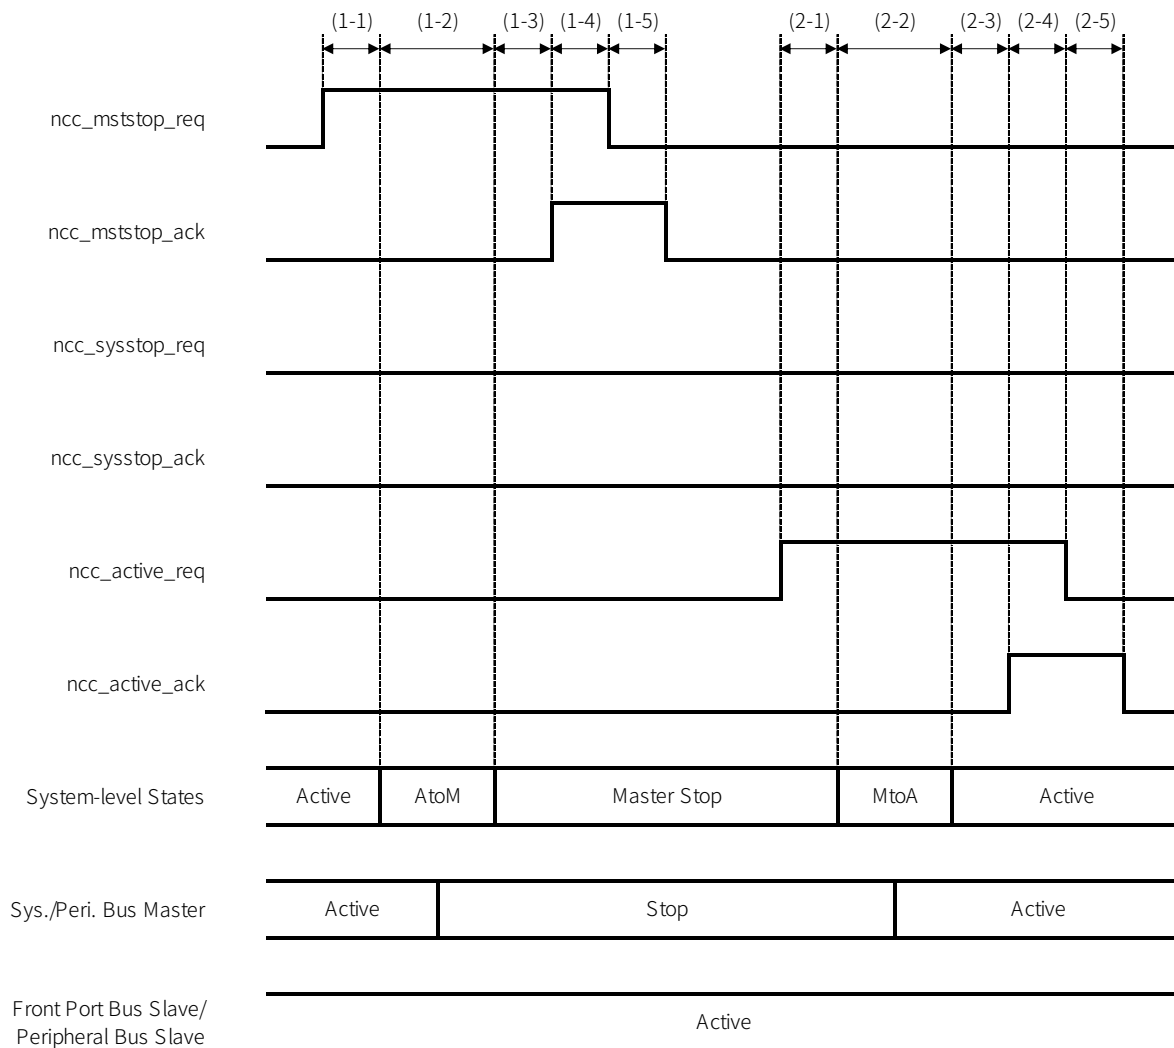 (1-1) (1-2) (1-3) (1-4) (1-5) (2-1) (2-2) (2-3) (2-4) (2-5)
ncc_mststop_req
ncc_mststop_ack
ncc_sysstop_req
ncc_sysstop_ack
ncc_active_req
ncc_active_ack
System-level States Active AtoM Master Stop MtoA Active
Sys./Peri. Bus Master Active Stop Active
Front Port Bus Slave/
Peripheral Bus Slave
Active